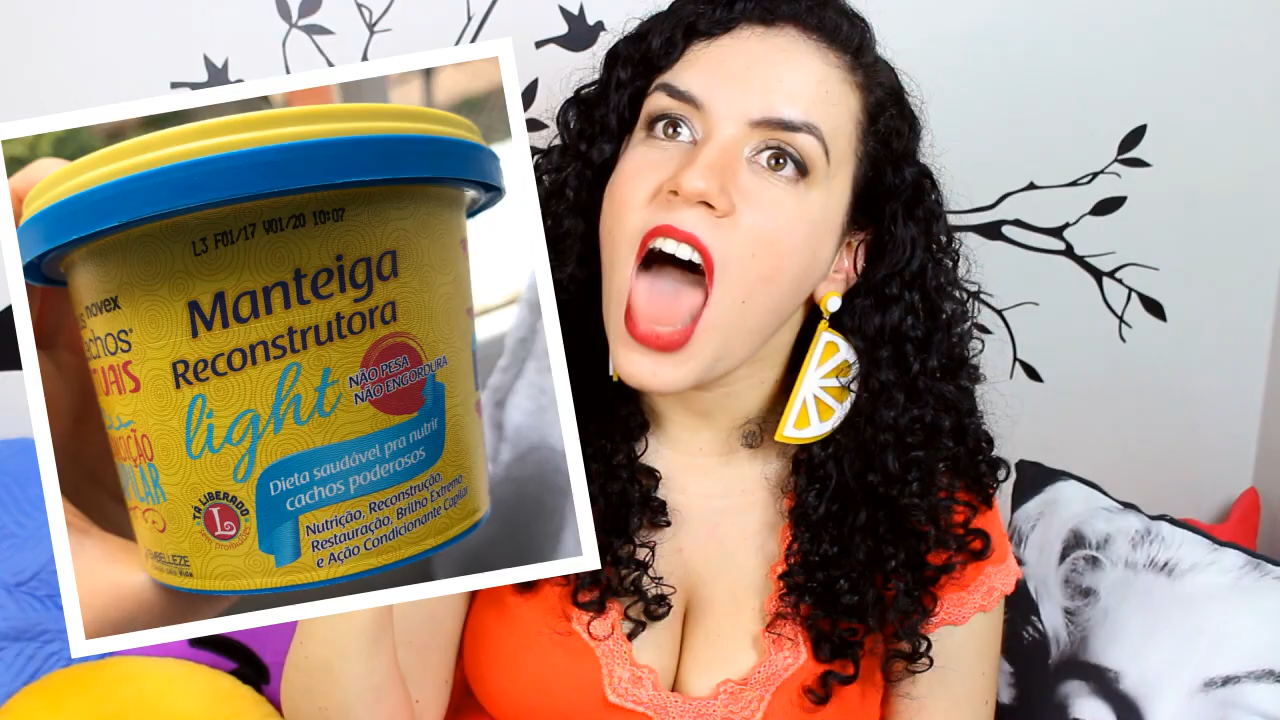 L3 F01/17 V01/20 10:07
novex
Manteiga
Reconstrutora
light
NÃO PESA
NÃO ENGORDURA
Dieta saudável pra nutrir
cachos poderosos
TÁ LIBERADO
L
Nutrição, Reconstrução,
Restauração, Brilho Extremo
e Ação Condicionante Capilar